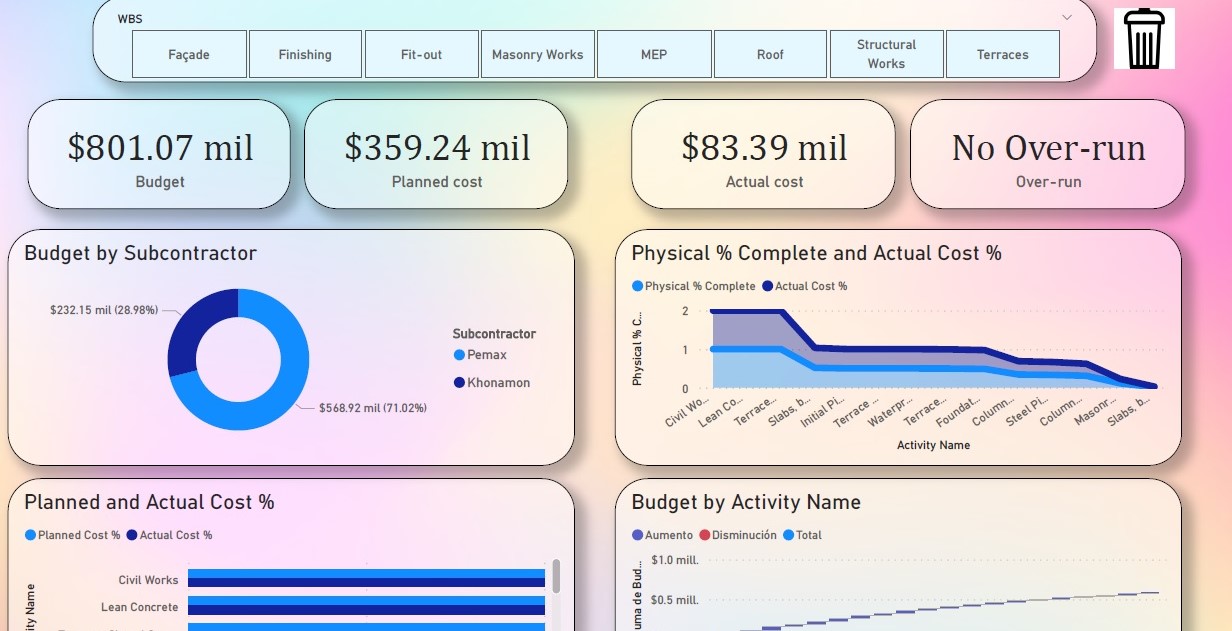 WBS
Façade
Finishing
Fit-out
Masonry Works
MEP
Roof
Structural
Works
Terraces
$801.07 mil
Budget
$359.24 mil
Planned cost
$83.39 mil
Actual cost
No Over-run
Over-run
Budget by Subcontractor
$232.15 mil (28.98%)
$568.92 mil (71.02%)
Subcontractor
Pemax
Khonamon
Physical % Complete and Actual Cost %
Physical % Complete
Actual Cost %
Physical % C...
2
1
0
Civil Wo...
Lean Co...
Terrace...
Slabs, b...
Initial Pi...
Terrace ...
Waterpr...
Terrace...
Foundat...
Column...
Steel Pi...
Column...
Masonr...
Slabs, b...
Activity Name
Planned and Actual Cost %
Planned Cost %
Actual Cost %
Civil Works
Lean Concrete
Budget by Activity Name
Aumento
Disminución
Total
$1.0 mill.
$0.5 mill.